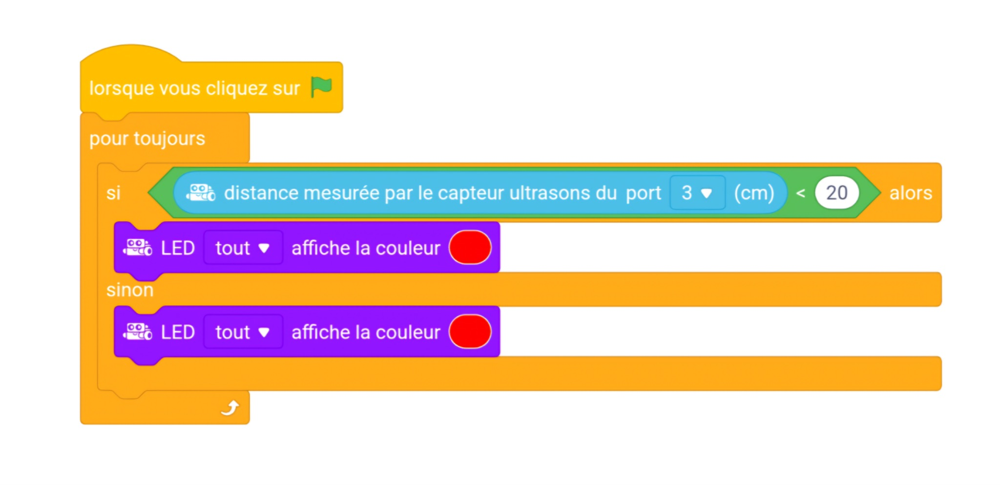 lorsque vous cliquez sur
pour toujours
si distance mesurée par le capteur ultrasons du port 3 (cm) < 20 alors
LED tout affiche la couleur
sinon
LED tout affiche la couleur